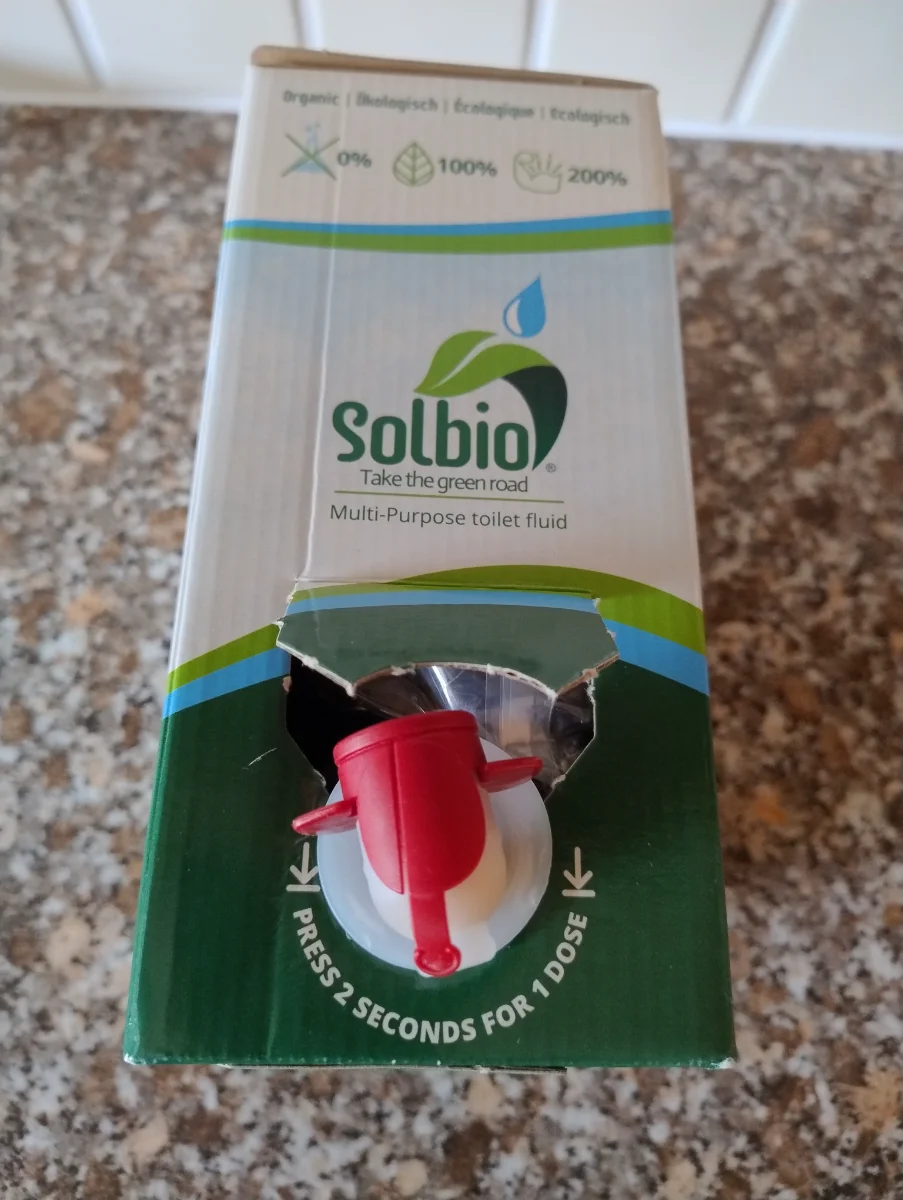 Organic | Ökologisch | Écologique | Ecologisch
0% 100% 200%
Solbio®
Take the green road
Multi-Purpose toilet fluid
PRESS 2 SECONDS FOR 1 DOSE